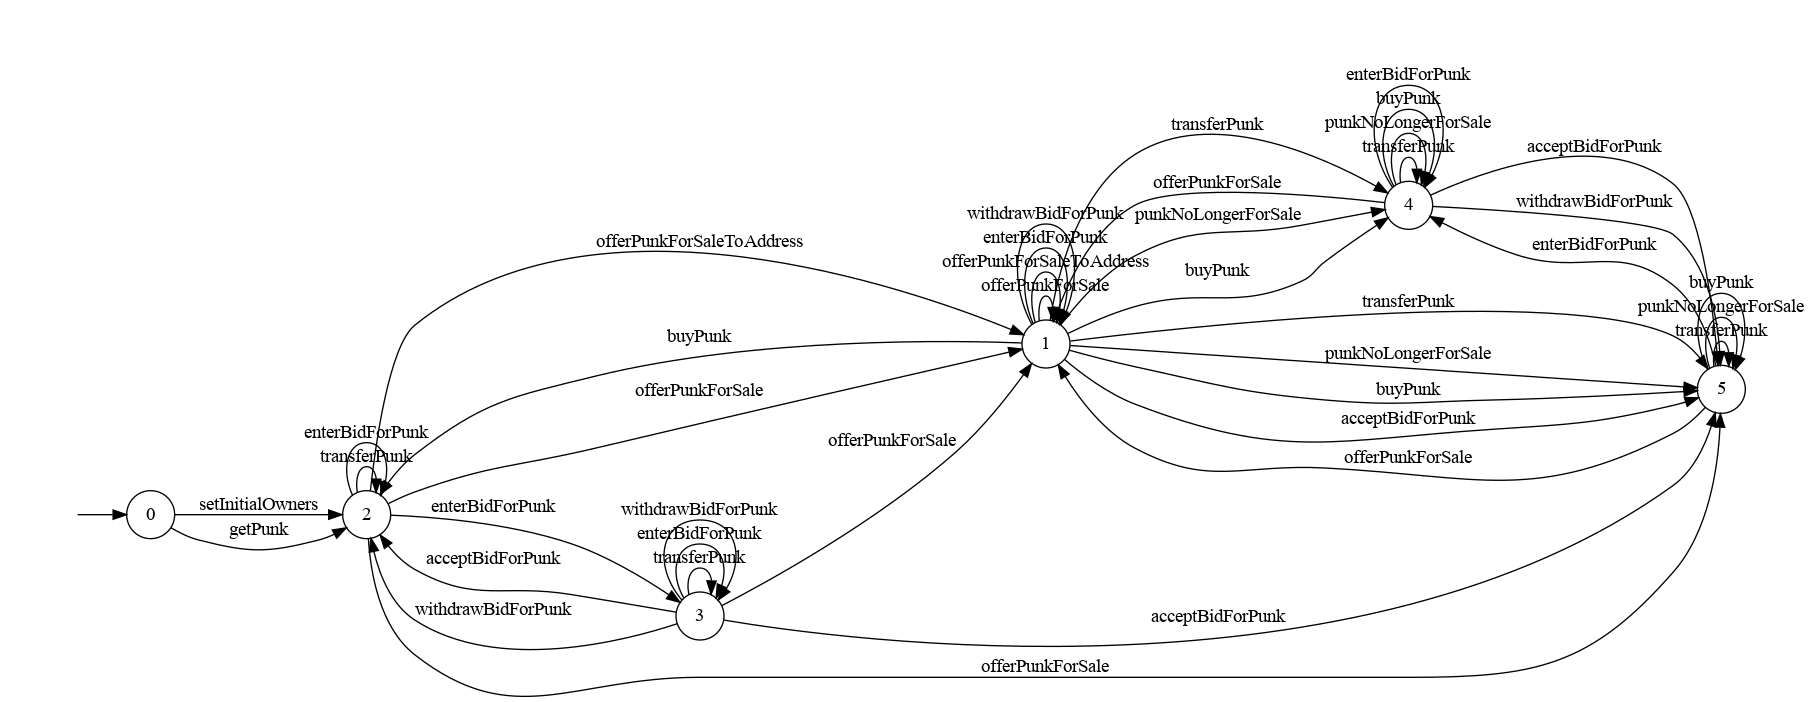 enterBidForPunk
buyPunk
punkNoLongerForSale
transferPunk
transferPunk
acceptBidForPunk
offerPunkForSale
4
withdrawBidForPunk
withdrawBidForPunk
punkNoLongerForSale
enterBidForPunk
offerPunkForSaleToAddress
enterBidForPunk
offerPunkForSaleToAddress
buyPunk
offerPunkForSale
buyPunk
transferPunk
punkNoLongerForSale
buyPunk
1
transferPunk
punkNoLongerForSale
offerPunkForSale
buyPunk
5
acceptBidForPunk
enterBidForPunk
offerPunkForSale
transferPunk
offerPunkForSale
0
setInitialOwners
2
enterBidForPunk
withdrawBidForPunk
getPunk
enterBidForPunk
acceptBidForPunk
transferPunk
withdrawBidForPunk
3
acceptBidForPunk
offerPunkForSale